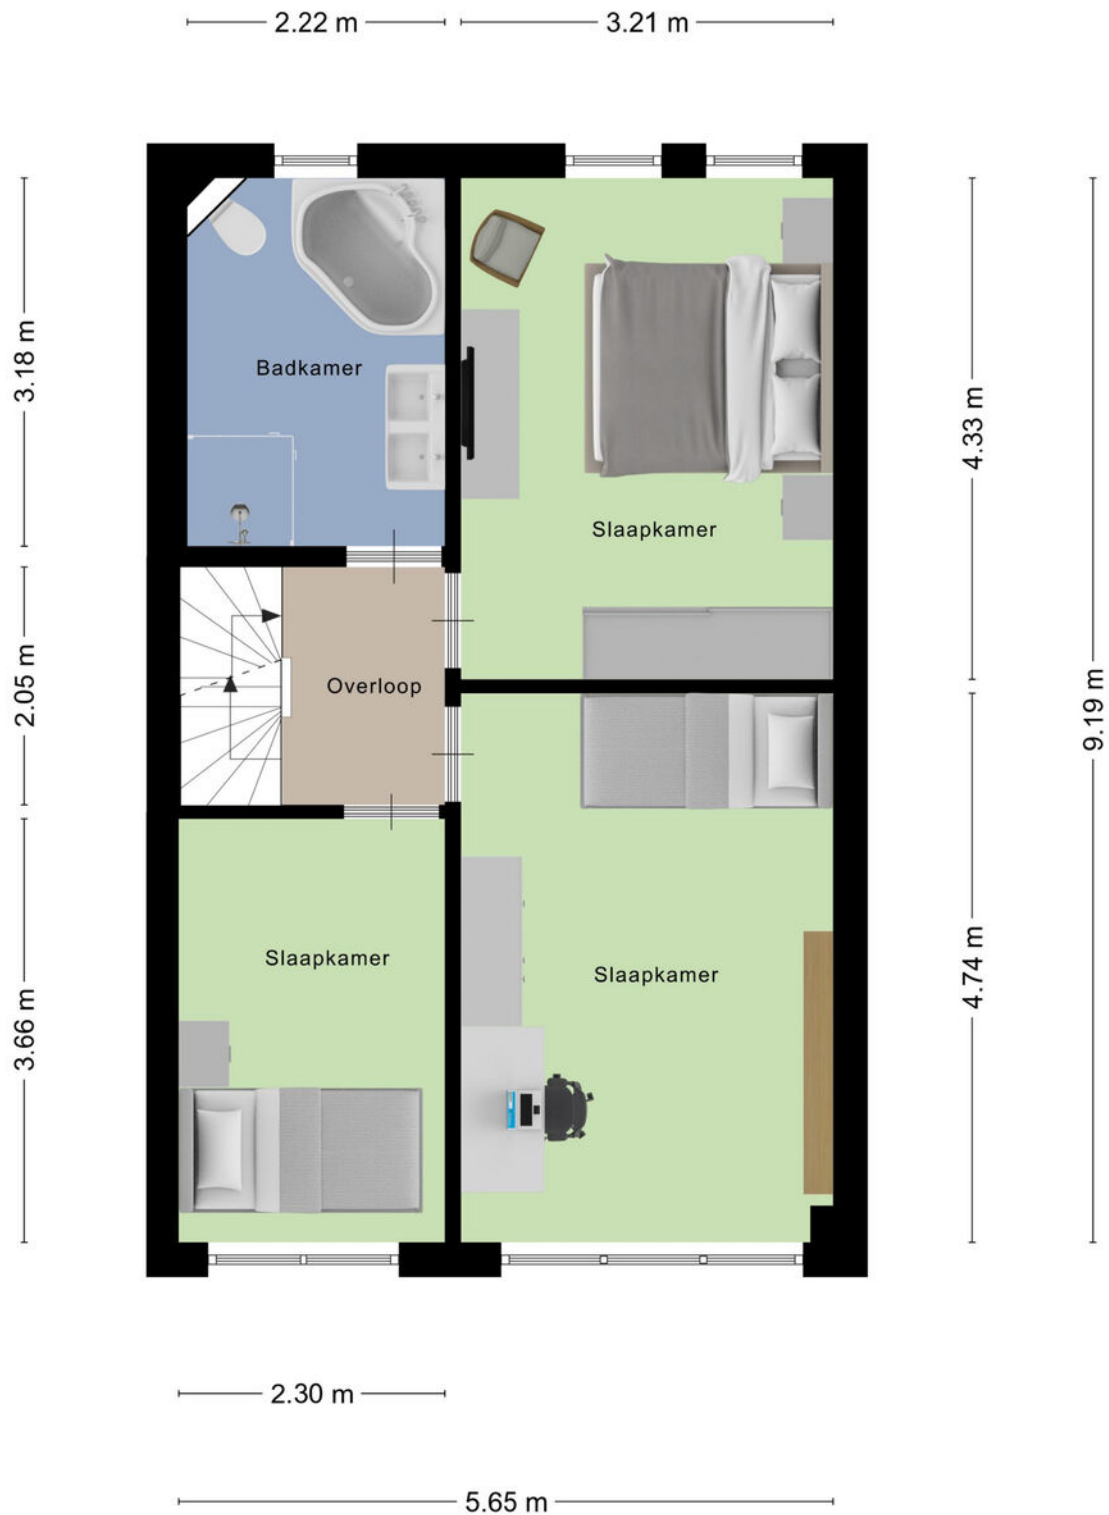 2.22 m
3.21 m
3.18 m
Badkamer
4.33 m
Slaapkamer
2.05 m
Overloop
9.19 m
Slaapkamer
Slaapkamer
4.74 m
3.66 m
2.30 m
5.65 m